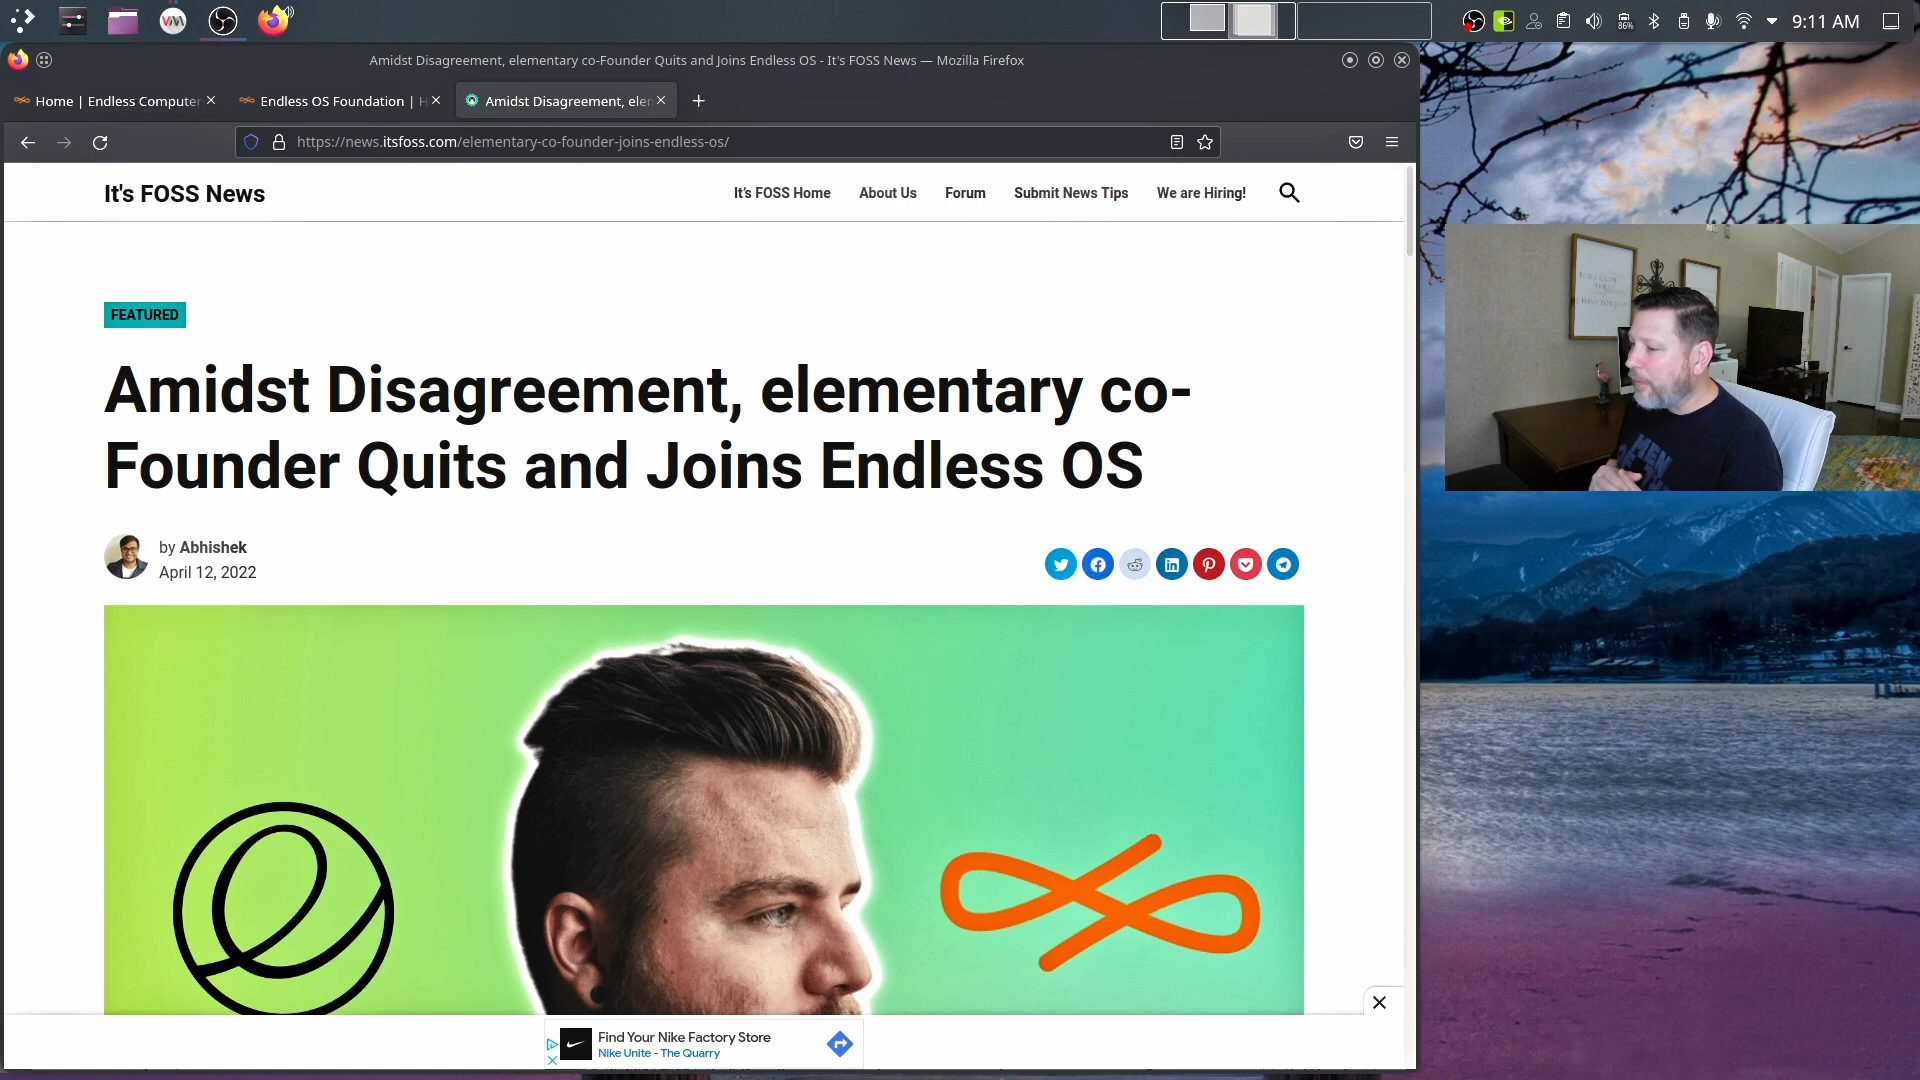 86%
9:11 AM
Amidst Disagreement, elementary co-Founder Quits and Joins Endless OS - It's FOSS News — Mozilla Firefox
Home | Endless Computer
Endless OS Foundation | H
Amidst Disagreement, elen
https://news.itsfoss.com/elementary-co-founder-joins-endless-os/
It's FOSS News
It's FOSS Home
About Us
Forum
Submit News Tips
We are Hiring!
FEATURED
Amidst Disagreement, elementary co-
Founder Quits and Joins Endless OS
by Abhishek
April 12, 2022
Find Your Nike Factory Store
Nike Unite - The Quarry